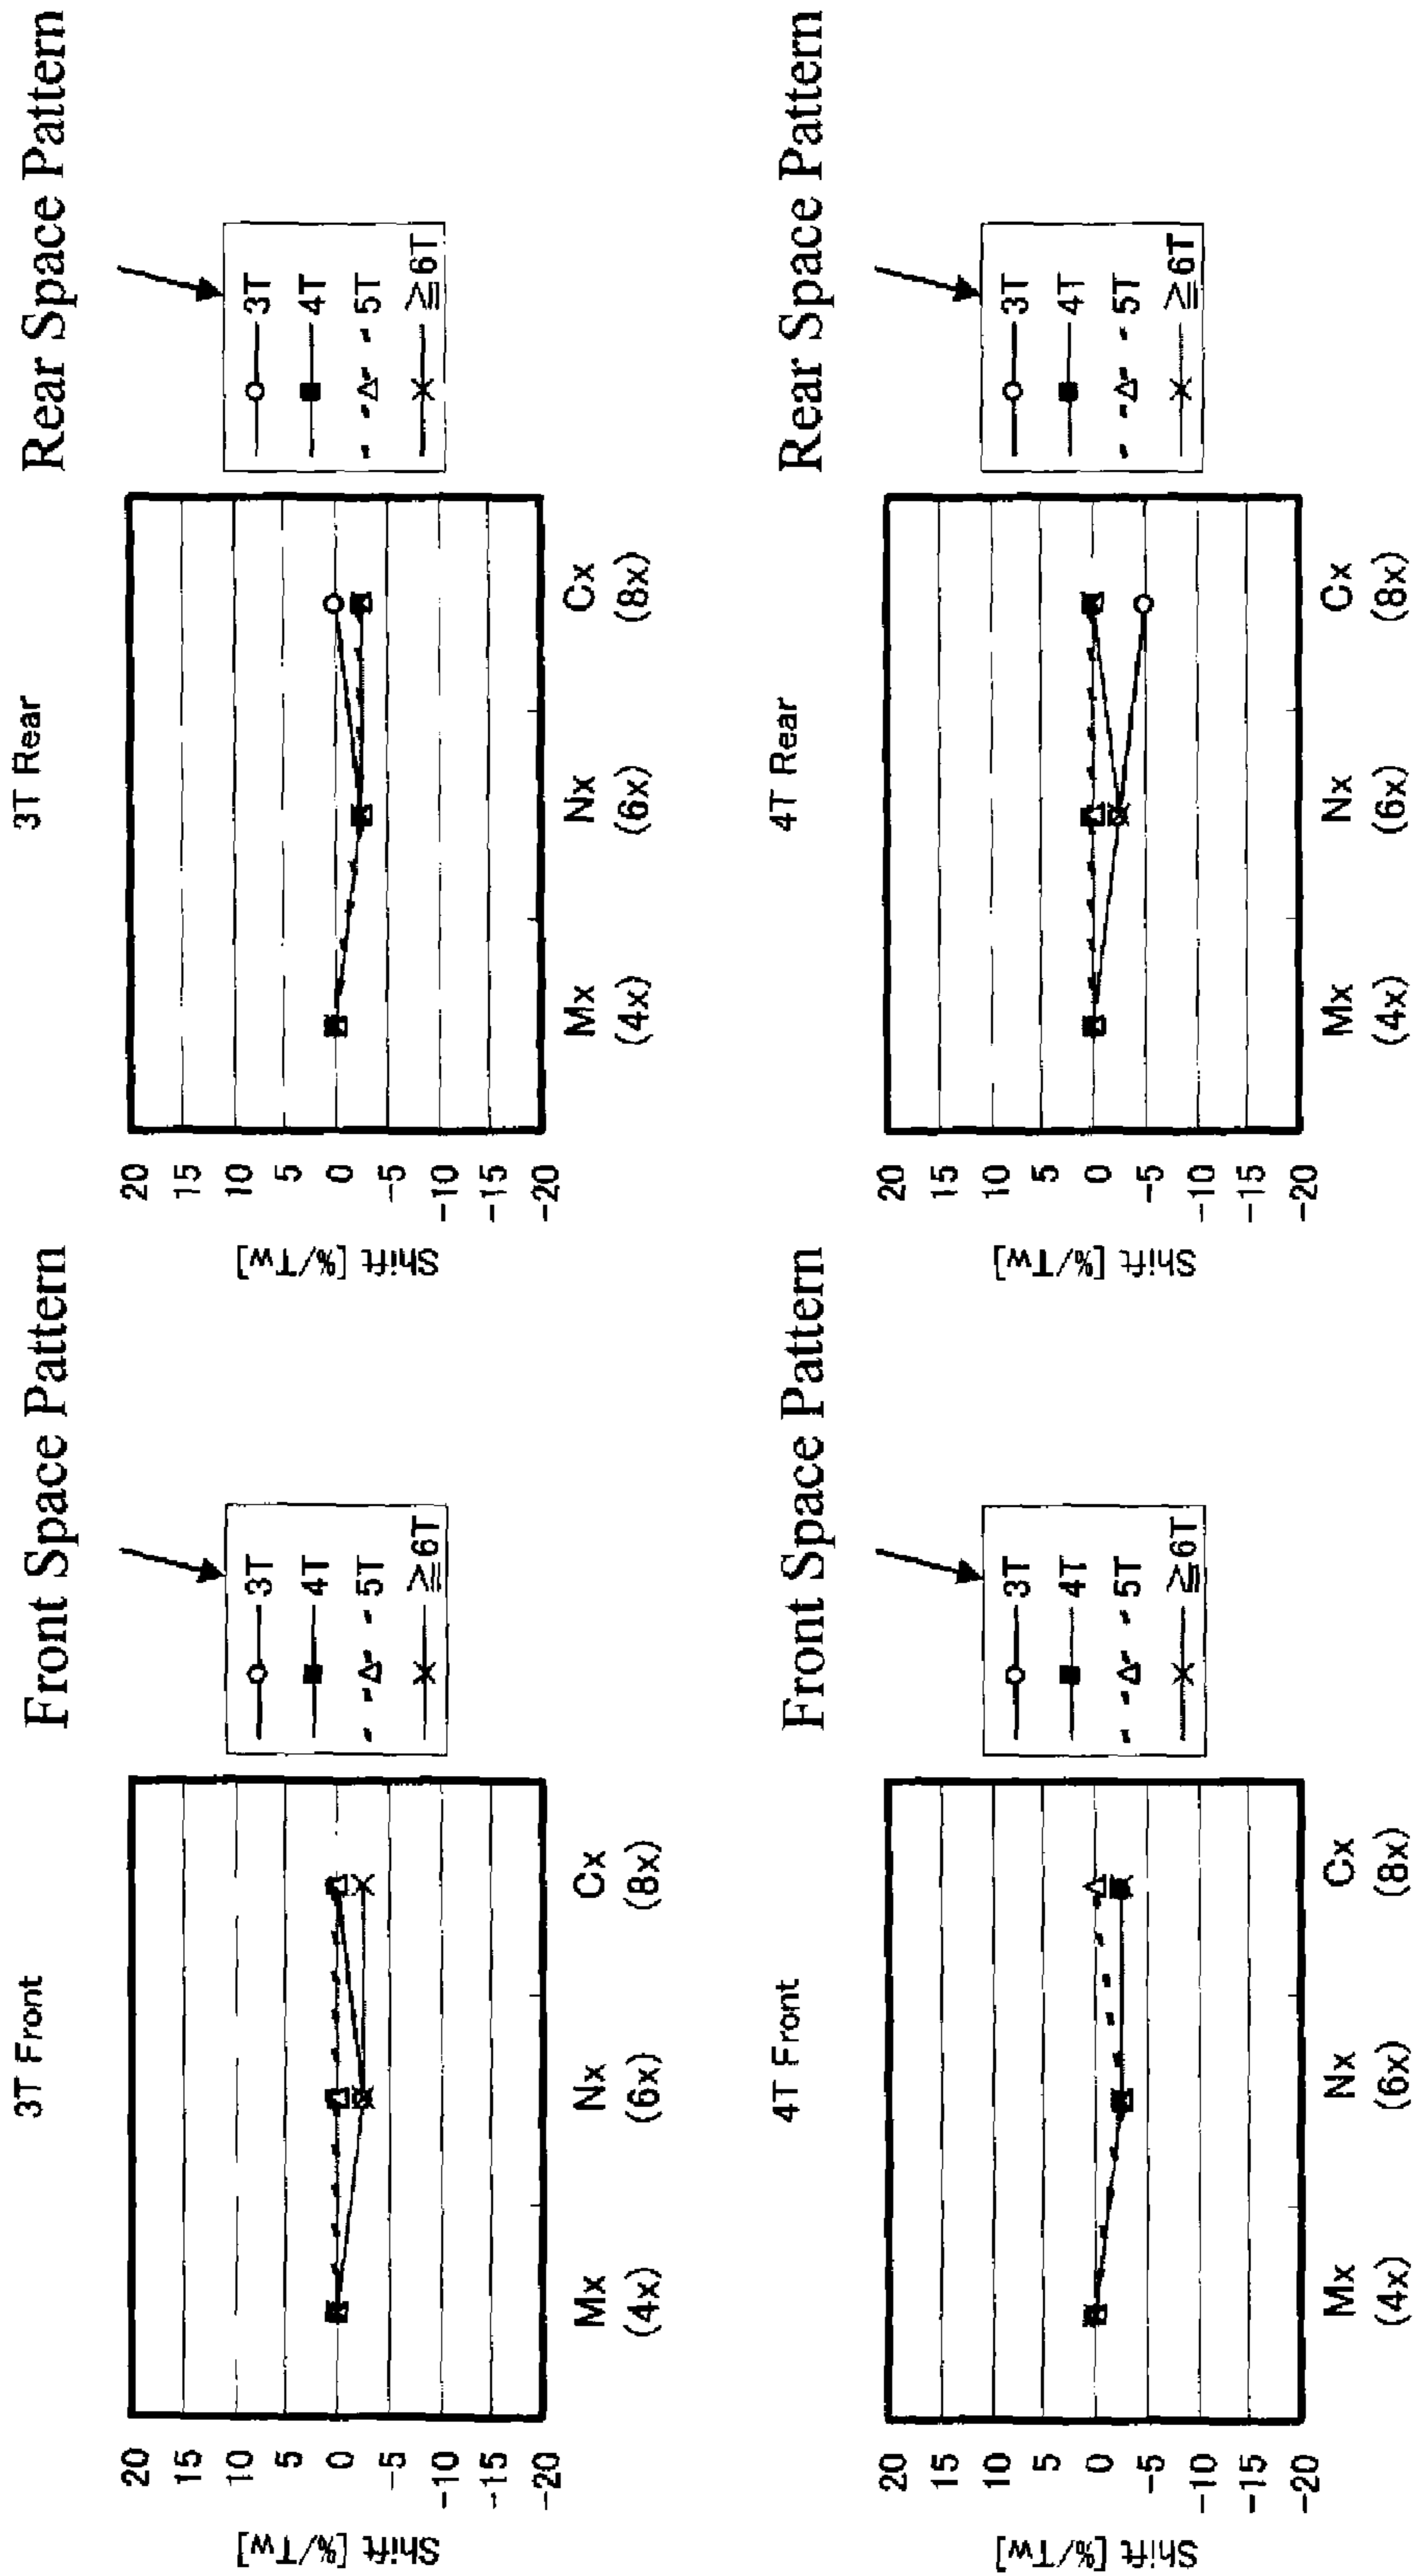 3T Front
Front Space Pattern
Shift [%/Tw]
20
15
10
5
0
-5
-10
-15
-20
Mx
(4x)
Nx
(6x)
Cx
(8x)
3T
4T
5T
≧6T
3T Rear
Rear Space Pattern
Shift [%/Tw]
20
15
10
5
0
-5
-10
-15
-20
Mx
(4x)
Nx
(6x)
Cx
(8x)
3T
4T
5T
≧6T
4T Front
Front Space Pattern
Shift [%/Tw]
20
15
10
5
0
-5
-10
-15
-20
Mx
(4x)
Nx
(6x)
Cx
(8x)
3T
4T
5T
≧6T
4T Rear
Rear Space Pattern
Shift [%/Tw]
20
15
10
5
0
-5
-10
-15
-20
Mx
(4x)
Nx
(6x)
Cx
(8x)
3T
4T
5T
≧6T